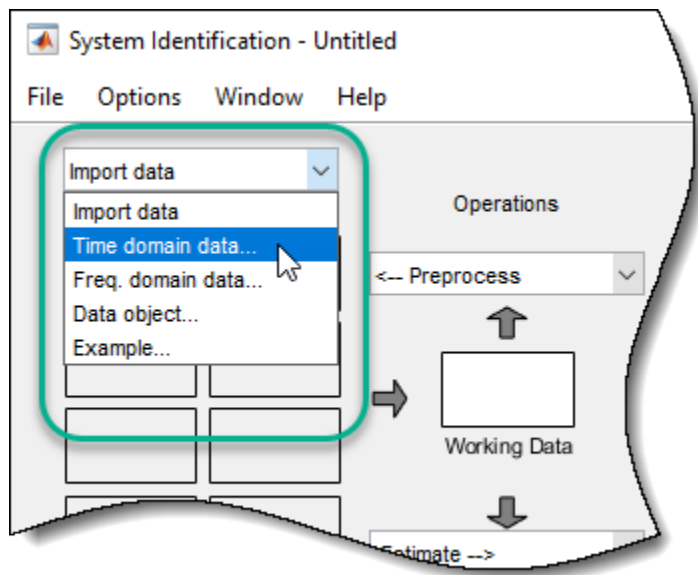 System Identification - Untitled
File Options Window Help
Import data
Import data
Time domain data...
Freq. domain data...
Data object...
Example...
Operations
<-- Preprocess
Working Data
Estimate -->